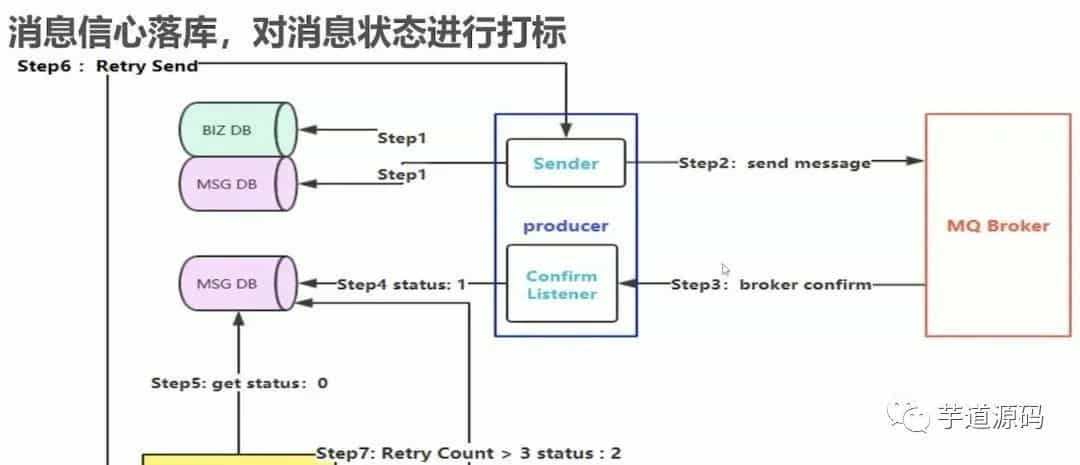 消息信心落库，对消息状态进行打标
Step6： Retry Send
BIZ DB
Step1
Step1
MSG DB
Sender
Step2：send message
producer
MQ Broker
MSG DB
Step4 status: 1
Confirm
Listener
Step3：broker confirm
Step5: get status：0
Step7: Retry Count > 3 status : 2
芋道源码